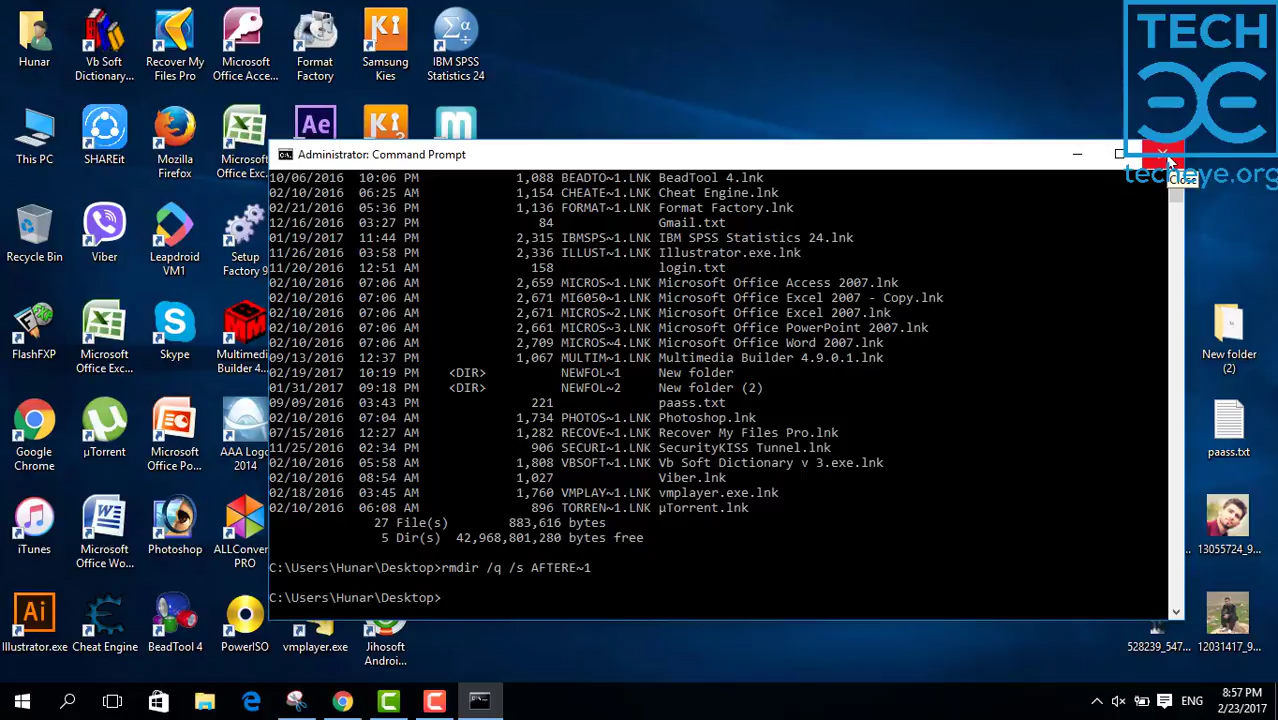 Hunar
Vb Soft Dictionary...
Recover My Files Pro
Microsoft Office Acce...
Format Factory
Samsung Kies
IBM SPSS Statistics 24
TECH
techeye.org
This PC
SHAREit
Mozilla Firefox
Microsoft Office Exc...
Administrator: Command Prompt
Close
10/06/2016  10:06 PM             1,088 BEADTO~1.LNK BeadTool 4.lnk
02/10/2016  06:25 AM             1,154 CHEATE~1.LNK Cheat Engine.lnk
02/21/2016  05:36 PM             1,136 FORMAT~1.LNK Format Factory.lnk
12/16/2016  03:27 PM                84              Gmail.txt
01/19/2017  11:44 PM             2,315 IBMSPS~1.LNK IBM SPSS Statistics 24.lnk
11/26/2016  03:58 PM             2,336 ILLUST~1.LNK Illustrator.exe.lnk
11/20/2016  12:51 AM               158              login.txt
02/10/2016  07:06 AM             2,659 MICROS~1.LNK Microsoft Office Access 2007.lnk
02/10/2016  07:06 AM             2,671 MI6050~1.LNK Microsoft Office Excel 2007 - Copy.lnk
02/10/2016  07:06 AM             2,671 MICROS~2.LNK Microsoft Office Excel 2007.lnk
02/10/2016  07:06 AM             2,661 MICROS~3.LNK Microsoft Office PowerPoint 2007.lnk
02/10/2016  07:06 AM             2,709 MICROS~4.LNK Microsoft Office Word 2007.lnk
09/13/2016  12:37 PM             1,067 MULTIM~1.LNK Multimedia Builder 4.9.0.1.lnk
02/19/2017  10:19 PM    <DIR>          NEWFOL~1     New folder
01/31/2017  09:18 PM    <DIR>          NEWFOL~2     New folder (2)
09/09/2016  03:43 PM               221              paass.txt
02/10/2016  07:04 AM             1,734 PHOTOS~1.LNK Photoshop.lnk
07/15/2016  12:27 AM             1,282 RECOVE~1.LNK Recover My Files Pro.lnk
11/25/2016  02:34 PM               906 SECURI~1.LNK SecurityKISS Tunnel.lnk
02/10/2016  05:58 AM             1,808 VBSOFT~1.LNK Vb Soft Dictionary v 3.exe.lnk
02/10/2016  08:54 AM             1,027              Viber.lnk
02/18/2016  03:45 AM             1,760 VMPLAY~1.LNK vmplayer.exe.lnk
02/10/2016  06:08 AM               896 TORREN~1.LNK µTorrent.lnk
27 File(s)        883,616 bytes
5 Dir(s)  42,968,801,280 bytes free
C:\Users\Hunar\Desktop>rmdir /q /s AFTERE~1
C:\Users\Hunar\Desktop>
Recycle Bin
Viber
Leapdroid VM1
Setup Factory 9
FlashFXP
Microsoft Office Exc...
Skype
Multimedia Builder 4...
New folder (2)
Google Chrome
µTorrent
Microsoft Office Po...
AAA Logo 2014
paass.txt
iTunes
Microsoft Office Wo...
Photoshop
ALLConver PRO
13055724_9...
Illustrator.exe
Cheat Engine
BeadTool 4
PowerISO
vmplayer.exe
Jihosoft Androi...
528239_547...
12031417_9...
ENG
8:57 PM
2/23/2017